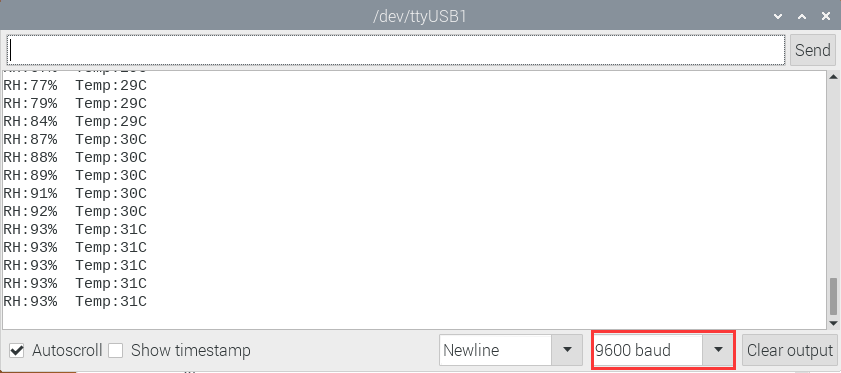 /dev/ttyUSB1
Send
RH:77%  Temp:29C
RH:79%  Temp:29C
RH:84%  Temp:29C
RH:87%  Temp:30C
RH:88%  Temp:30C
RH:89%  Temp:30C
RH:91%  Temp:30C
RH:92%  Temp:30C
RH:93%  Temp:31C
RH:93%  Temp:31C
RH:93%  Temp:31C
RH:93%  Temp:31C
RH:93%  Temp:31C
Autoscroll Show timestamp Newline 9600 baud Clear output